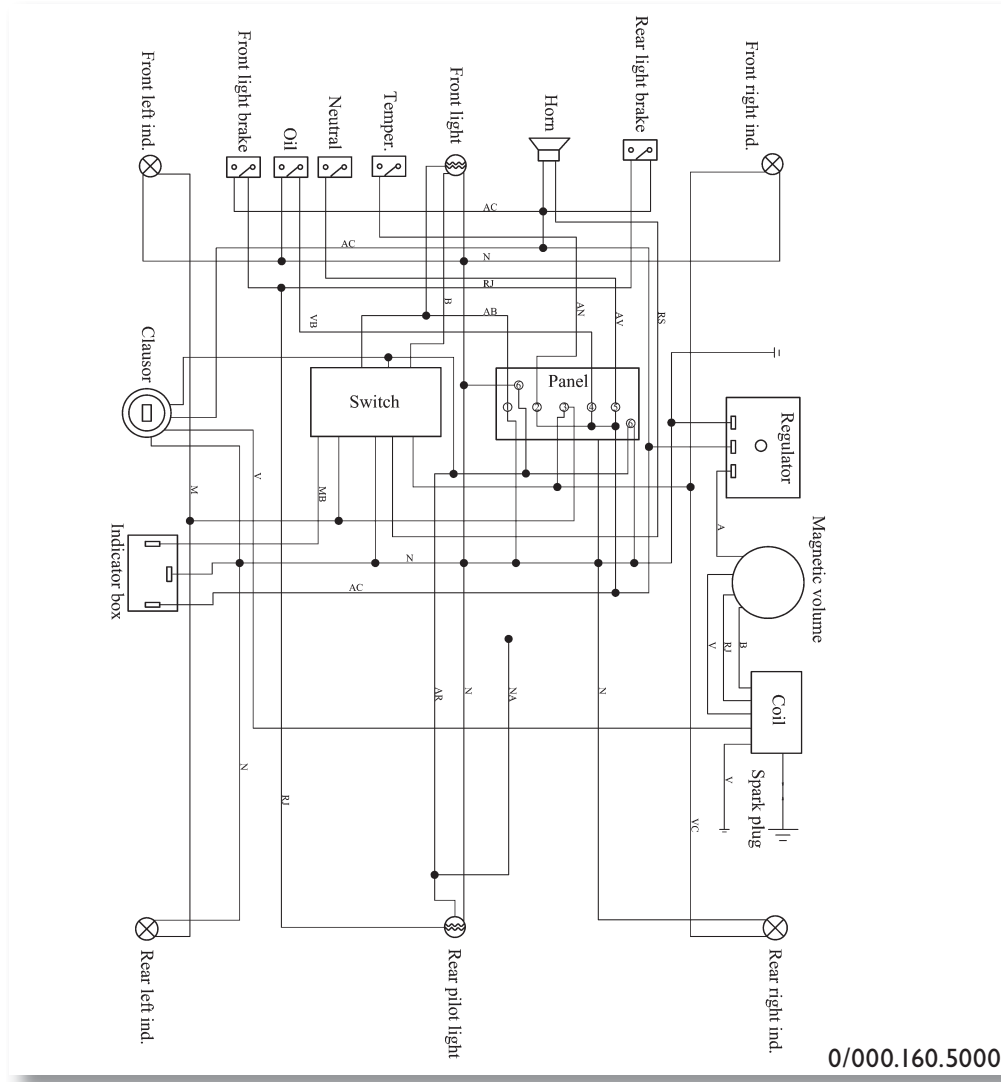 Front left ind.
Front light brake
Oil
Neutral
Temper.
Front light
Horn
Rear light brake
Front right ind.
AC
AC
N
RJ
B
AB
VB
AN
AV
RS
Clausor
Switch
Panel
6
1
2
3
4
5
6
Regulator
V
M
MB
A
Magnetic volume
Indicator box
N
AC
V
RJ
B
AR
N
NA
N
Coil
Spark plug
V
VC
N
RJ
Rear left ind.
Rear pilot light
Rear right ind.
0/000.160.5000